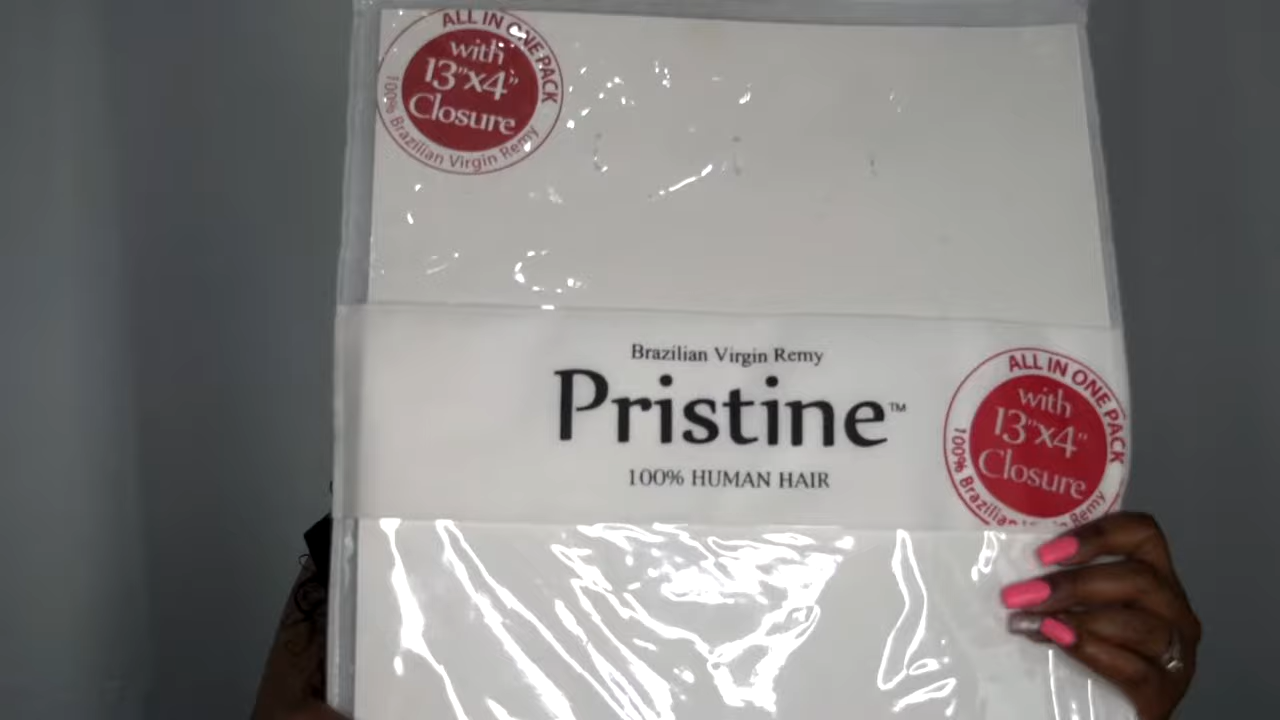 ALL IN ONE PACK
with
13"x4"
Closure
100% Brazilian Virgin Remy
Brazilian Virgin Remy
Pristine™
100% HUMAN HAIR
ALL IN ONE PACK
with
13"x4"
Closure
100% Brazilian Remy